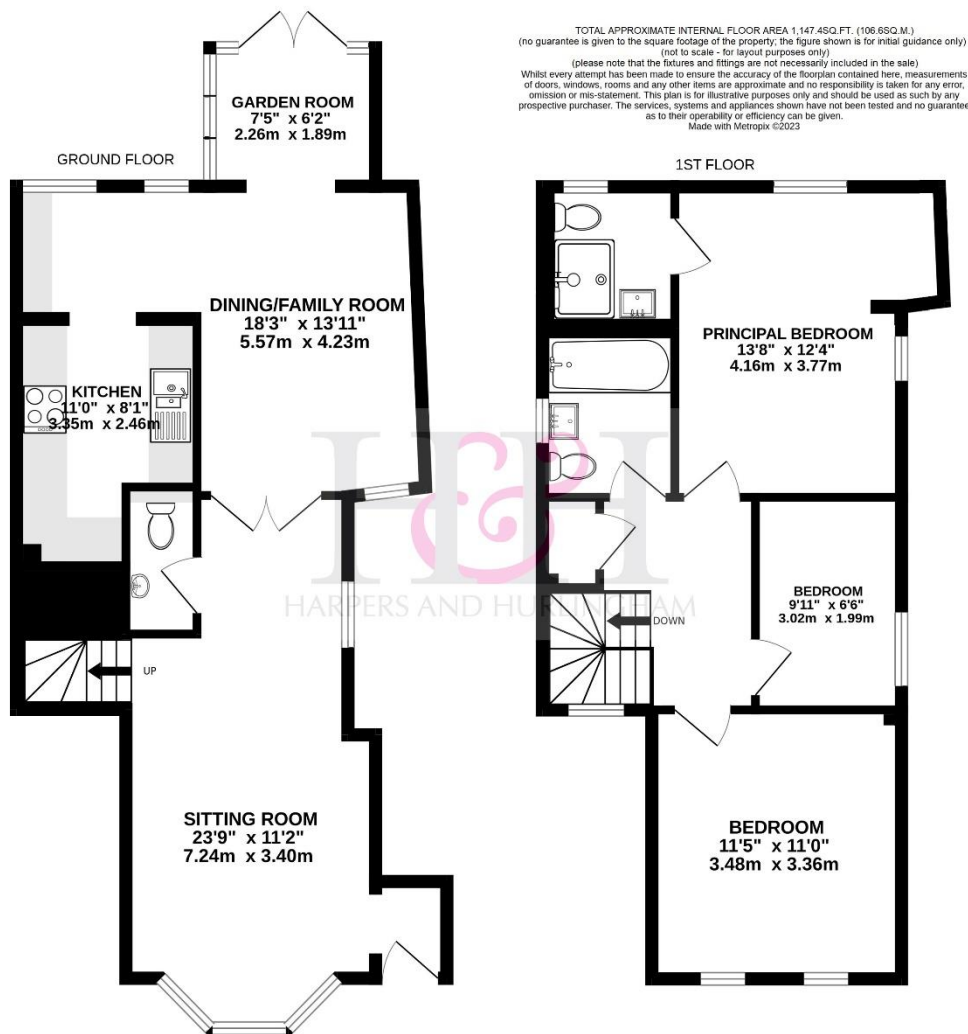 TOTAL APPROXIMATE INTERNAL FLOOR AREA 1,147.4SQ.FT. (106.6SQ.M.)
(no guarantee is given to the square footage of the property; the figure shown is for initial guidance only)
(not to scale - for layout purposes only)
(please note that the fixtures and fittings are not necessarily included in the sale)
Whilst every attempt has been made to ensure the accuracy of the floorplan contained here, measurements
of doors, windows, rooms and any other items are approximate and no responsibility is taken for any error,
omission or mis-statement. This plan is for illustrative purposes only and should be used as such by any
prospective purchaser. The services, systems and appliances shown have not been tested and no guarantee
as to their operability or efficiency can be given.
Made with Metropix ©2023
GROUND FLOOR
GARDEN ROOM
7'5" x 6'2"
2.26m x 1.89m
DINING/FAMILY ROOM
18'3" x 13'11"
5.57m x 4.23m
KITCHEN
11'0" x 8'1"
3.35m x 2.46m
UP
SITTING ROOM
23'9" x 11'2"
7.24m x 3.40m
1ST FLOOR
PRINCIPAL BEDROOM
13'8" x 12'4"
4.16m x 3.77m
BEDROOM
9'11" x 6'6"
3.02m x 1.99m
DOWN
BEDROOM
11'5" x 11'0"
3.48m x 3.36m
H&H
HARPERS AND HURLINGHAM